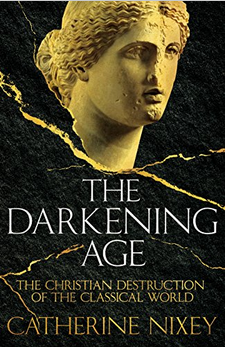 THE
DARKENING
AGE
THE CHRISTIAN DESTRUCTION
OF THE CLASSICAL WORLD
CATHERINE NIXEY